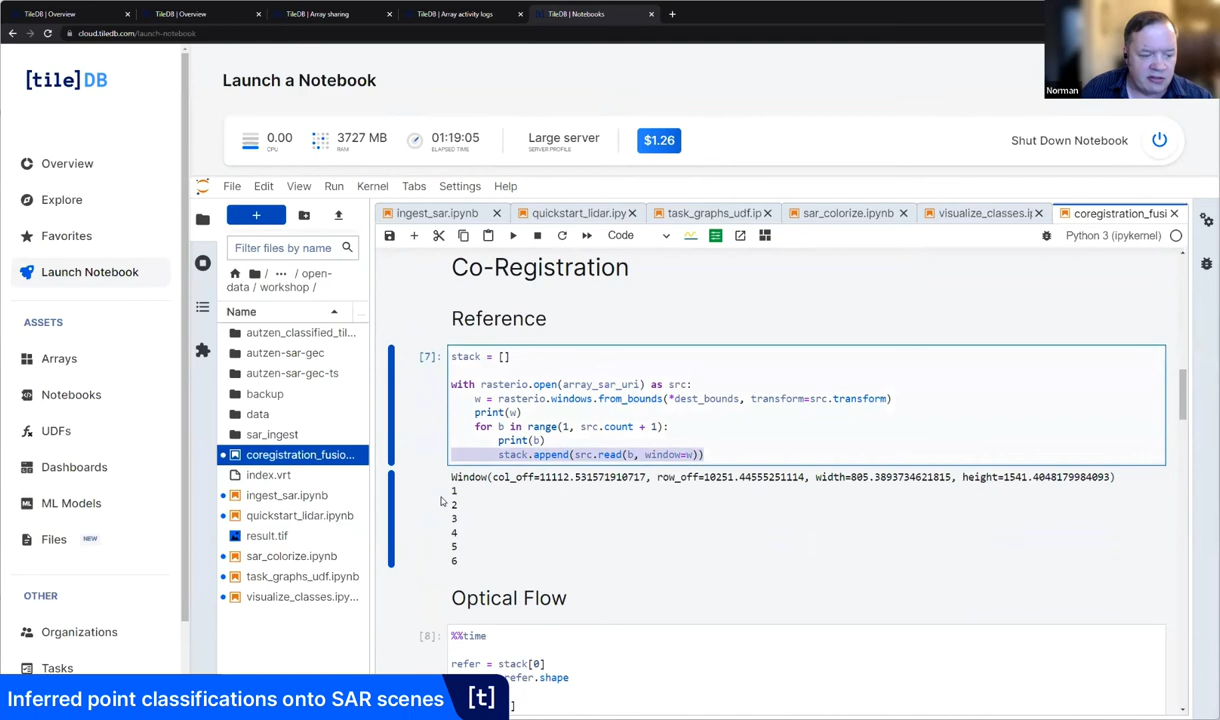 TileDB | Overview
TileDB | Overview
TileDB | Array sharing
TileDB | Array activity logs
TileDB | Notebooks
cloud.tiledb.com/launch-notebook
Norman
[tile]DB
Overview
Explore
Favorites
Launch Notebook
ASSETS
Arrays
Notebooks
UDFs
Dashboards
ML Models
Files NEW
OTHER
Organizations
Tasks
Launch a Notebook
0.00
CPU
3727 MB
RAM
01:19:05
ELAPSED TIME
Large server
SERVER PROFILE
$1.26
Shut Down Notebook
File Edit View Run Kernel Tabs Settings Help
Filter files by name
/ ··· / open-
data / workshop /
Name
autzen_classified_til...
autzen-sar-gec
autzen-sar-gec-ts
backup
data
sar_ingest
coregistration_fusio...
index.vrt
ingest_sar.ipynb
quickstart_lidar.ipynb
result.tif
sar_colorize.ipynb
task_graphs_udf.ipynb
visualize_classes.ipy...
ingest_sar.ipynb
quickstart_lidar.ipy
task_graphs_udf.ip
sar_colorize.ipynb
visualize_classes.ip
coregistration_fusi
Code
Python 3 (ipykernel)
Co-Registration
Reference
[7]:
stack = []
with rasterio.open(array_sar_uri) as src:
w = rasterio.windows.from_bounds(*dest_bounds, transform=src.transform)
print(w)
for b in range(1, src.count + 1):
print(b)
stack.append(src.read(b, window=w))
Window(col_off=11112.531571910717, row_off=10251.44555251114, width=805.3893734621815, height=1541.4048179984093)
1
2
3
4
5
6
Optical Flow
[8]:
%%time
refer = stack[0]
refer.shape
]
Inferred point classifications onto SAR scenes
[t]